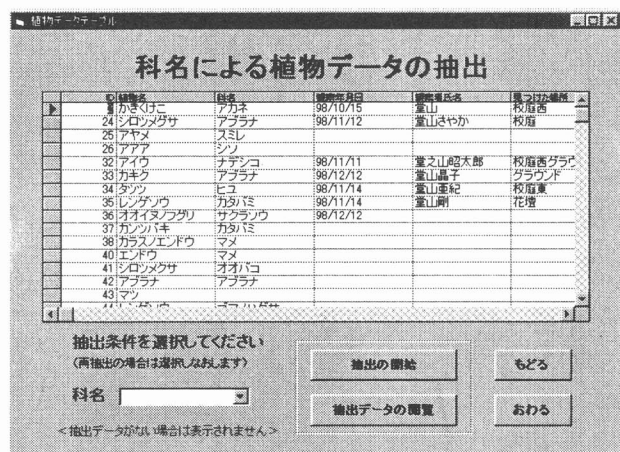 植物データテーブル
科名による植物データの抽出
ID 植物名 科名 観察年月日 観察者氏名 見つけた場所
かきくけこ アカネ 98/10/15 堂山 校庭西
24 シロツメグサ アブラナ 98/11/12 堂山さやか 校庭
25 アヤメ スミレ
26 アアア シソ
32 アイウ ナデシコ 98/11/11 堂之山昭太郎 校庭西グラウ
33 カキク アブラナ 98/12/12 堂山晶子 グラウンド
34 タツツ ヒユ 98/11/14 堂山亜紀 校庭東
35 レンゲソウ カタバミ 98/11/14 堂山剛 花壇
36 オオイヌノフグリ サクラソウ 98/12/12
37 カンツバキ カタバミ
38 カラスノエンドウ マメ
40 エンドウ マメ
41 シロツメクサ オオバコ
42 アブラナ アブラナ
43 マツ
抽出条件を選択してください
(再抽出の場合は選択しなおします)
抽出の開始 もどる
科名
抽出データの閲覧 おわる
<抽出データがない場合は表示されません>